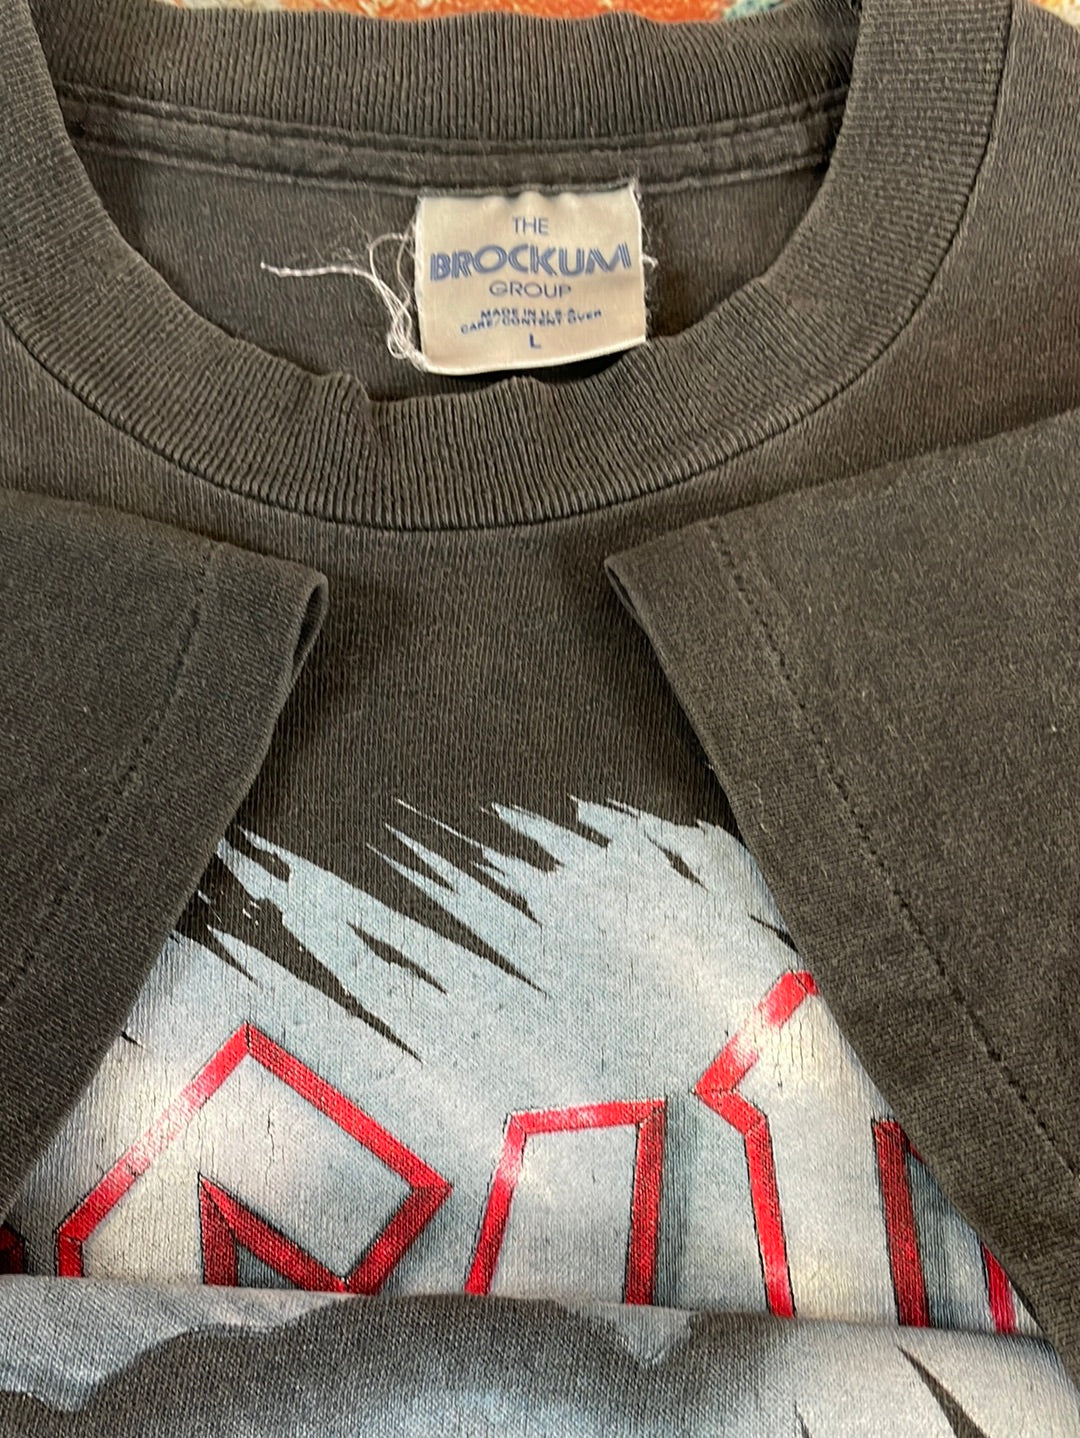 THE
BROCKUM
GROUP
MADE IN U.S.A.
CARE/CONTENT OVER
L